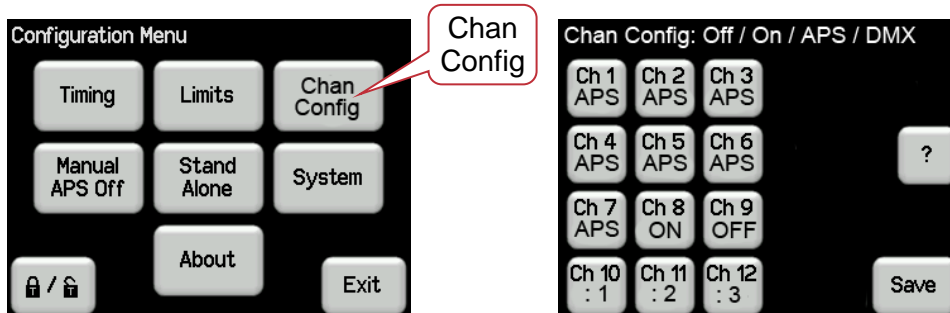 Configuration Menu
Timing
Limits
Chan
Config
Manual
APS Off
Stand
Alone
System
About
/
Exit
Chan
Config
Chan Config: Off / On / APS / DMX
Ch 1
APS
Ch 2
APS
Ch 3
APS
Ch 4
APS
Ch 5
APS
Ch 6
APS
?
Ch 7
APS
Ch 8
ON
Ch 9
OFF
Ch 10
: 1
Ch 11
: 2
Ch 12
: 3
Save